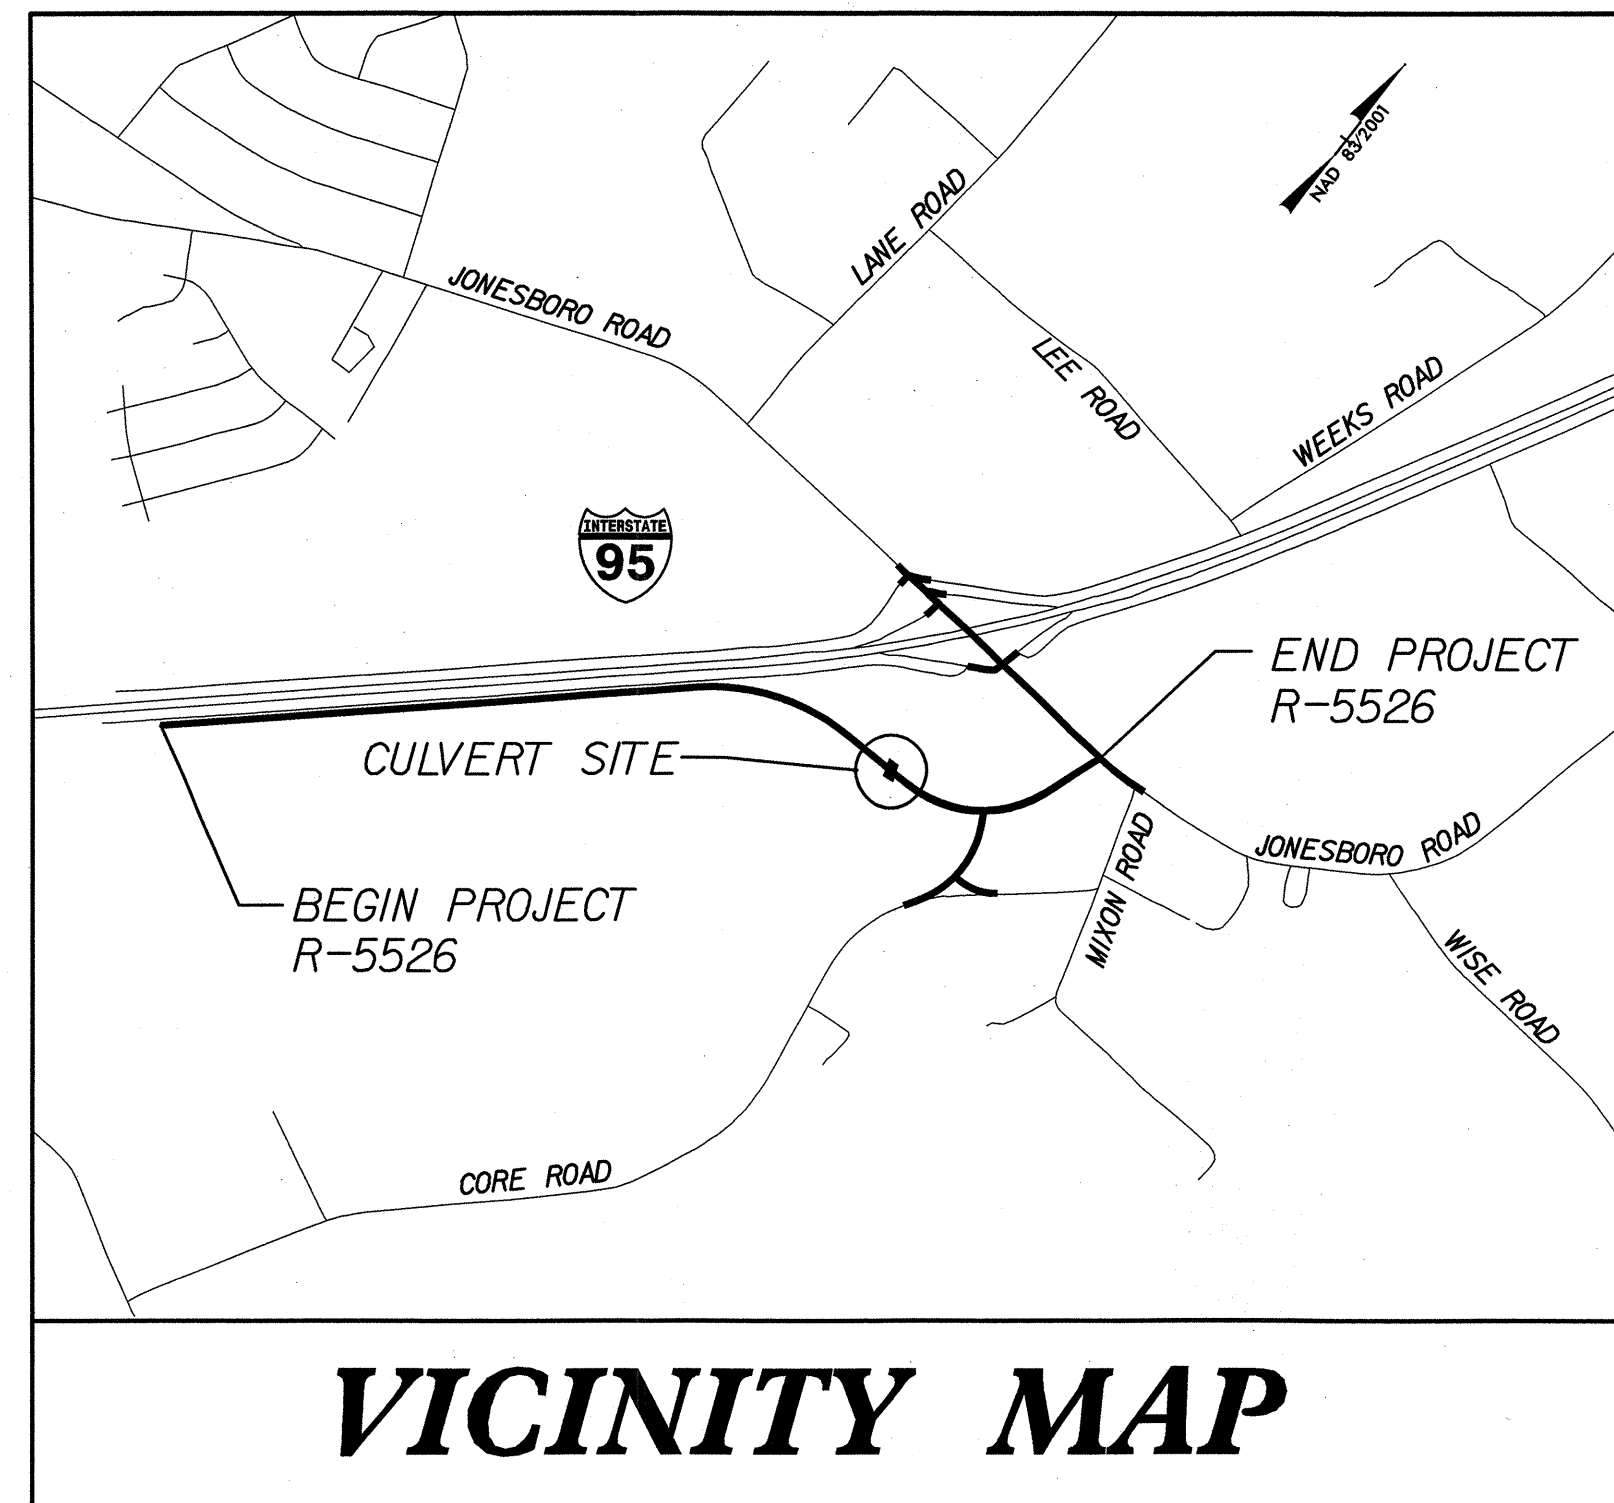 NAD 83/2001
LANE ROAD
JONESBORO ROAD
LEE ROAD
WEEKS ROAD
INTERSTATE
95
END PROJECT
R-5526
CULVERT SITE
JONESBORO ROAD
MIXON ROAD
BEGIN PROJECT
R-5526
WISE ROAD
CORE ROAD
VICINITY MAP